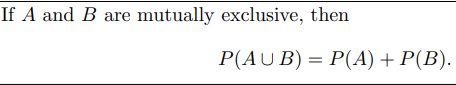 If A and B are mutually exclusive, then
P(A ∪ B) = P(A) + P(B).